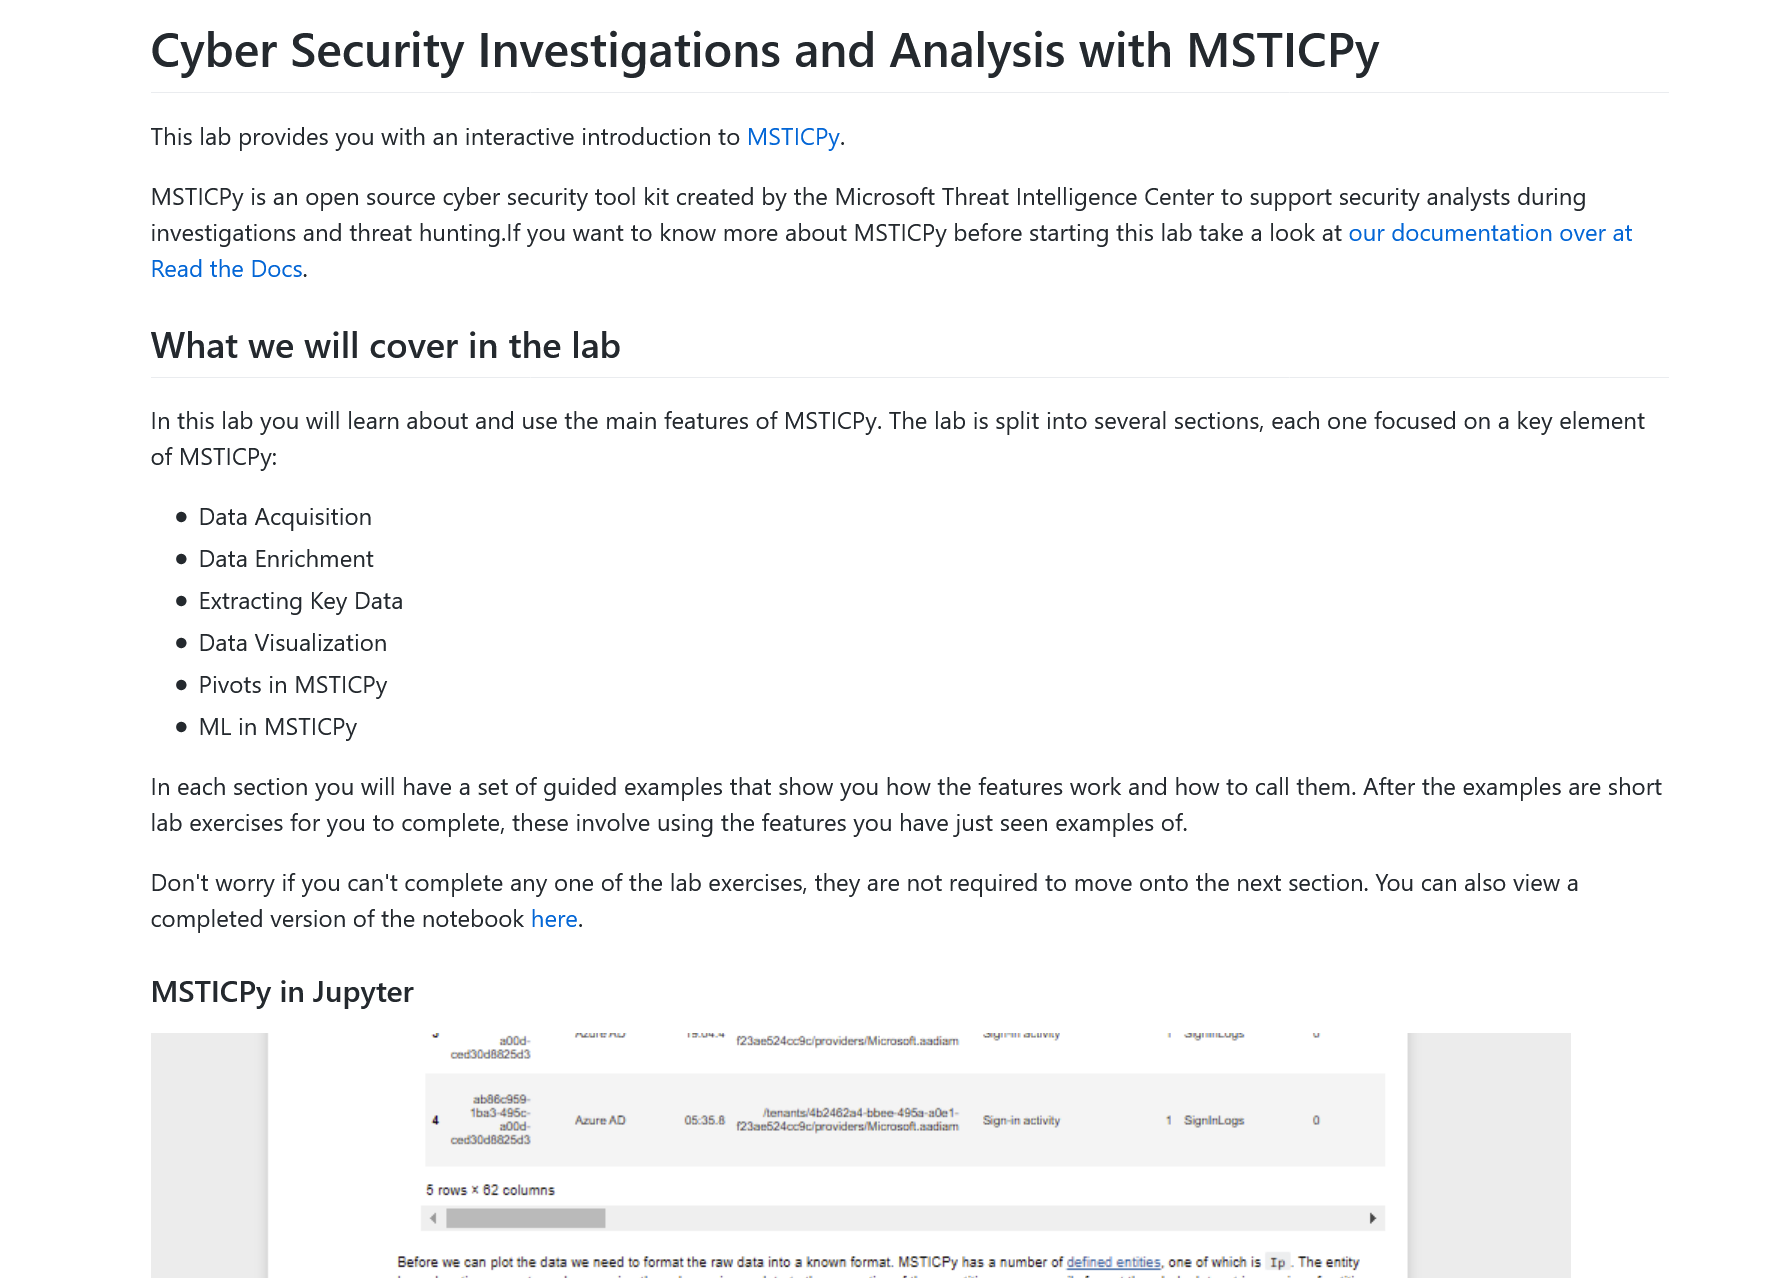 Cyber Security Investigations and Analysis with MSTICPy
This lab provides you with an interactive introduction to MSTICPy.
MSTICPy is an open source cyber security tool kit created by the Microsoft Threat Intelligence Center to support security analysts during
investigations and threat hunting.If you want to know more about MSTICPy before starting this lab take a look at our documentation over at
Read the Docs.
What we will cover in the lab
In this lab you will learn about and use the main features of MSTICPy. The lab is split into several sections, each one focused on a key element
of MSTICPy:
Data Acquisition
Data Enrichment
Extracting Key Data
Data Visualization
Pivots in MSTICPy
ML in MSTICPy
In each section you will have a set of guided examples that show you how the features work and how to call them. After the examples are short
lab exercises for you to complete, these involve using the features you have just seen examples of.
Don't worry if you can't complete any one of the lab exercises, they are not required to move onto the next section. You can also view a
completed version of the notebook here.
MSTICPy in Jupyter
a00d- f23ae524cc9c/providers/Microsoft.aadiam
ced30d8825d3
ab86c959-
1ba3-495c- /tenants/4b2462a4-bbee-495a-a0e1-
4 Azure AD 05:35.8 Sign-in activity 1 SignInLogs 0
a00d- f23ae524cc9c/providers/Microsoft.aadiam
ced30d8825d3
5 rows × 62 columns
Before we can plot the data we need to format the raw data into a known format. MSTICPy has a number of defined entities, one of which is Ip . The entity